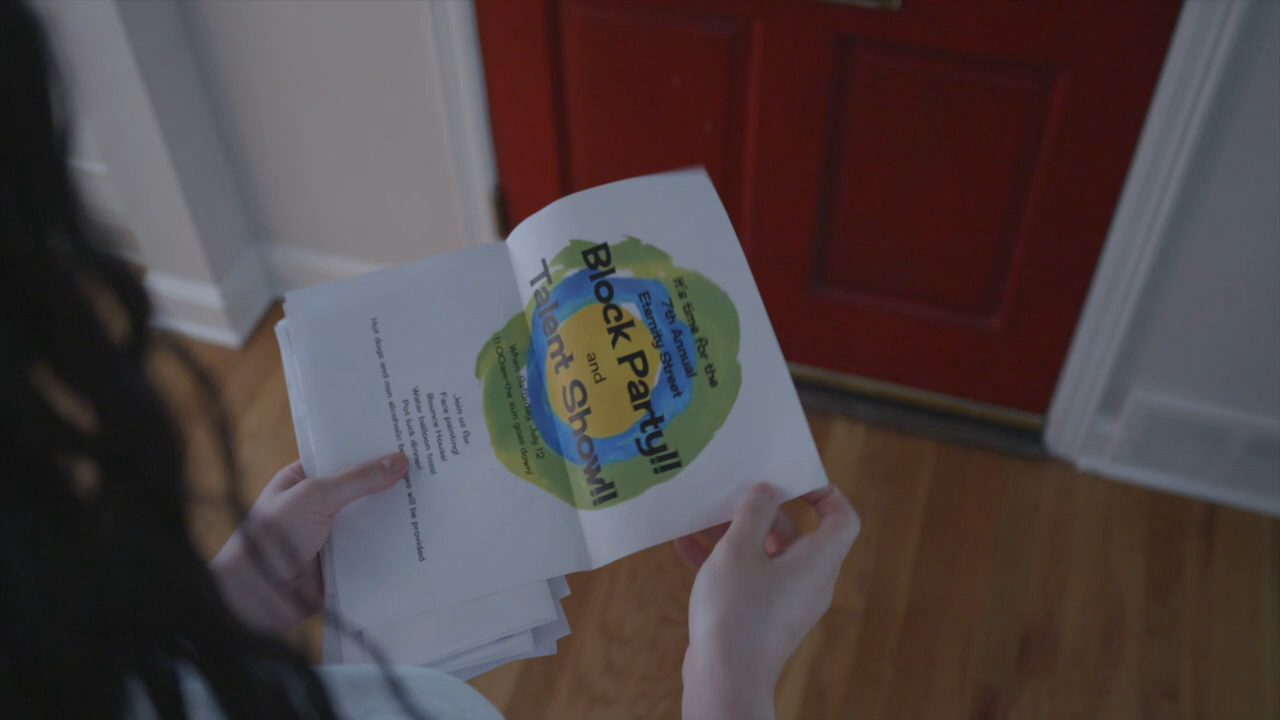 It's time for the
7th Annual
Eternity Street
Block Party!!
and
Talent Show!!
When Saturday July 12
11:00am-the sun goes down!
Join us for
Face painting!
Bounce House!
Water balloon toss!
Pot luck dinner!
Hot dogs and non alcoholic will be provided